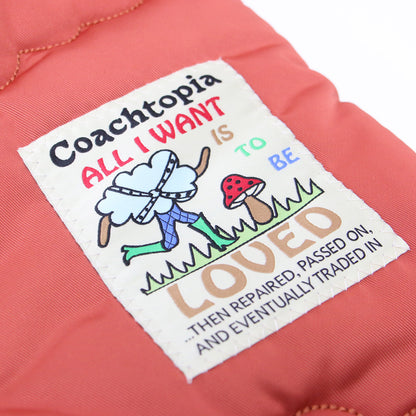 Coachtopia
ALL I WANT
IS
TO
BE
LOVED
...THEN REPAIRED, PASSED ON,
AND EVENTUALLY TRADED IN